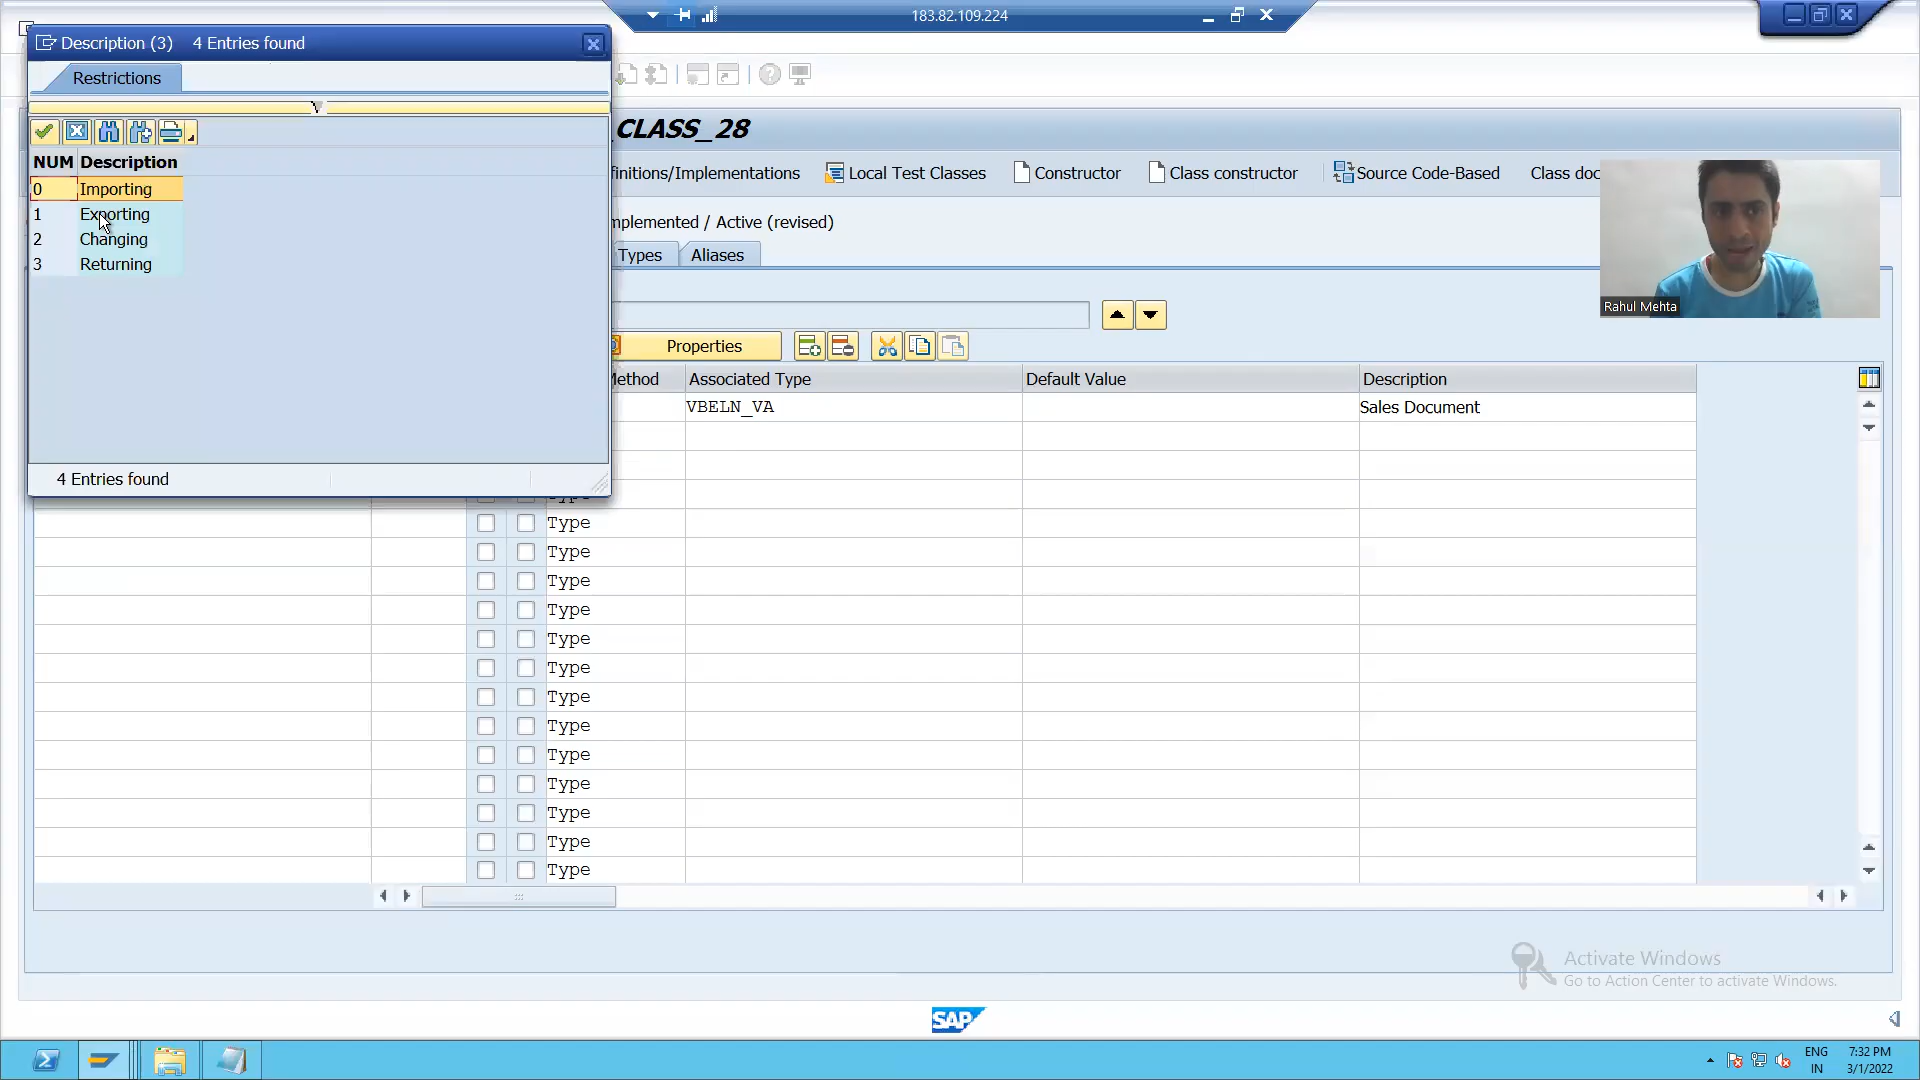 183.82.109.224
Description (3) 4 Entries found
Restrictions
NUM Description
0 Importing
1 Exporting
2 Changing
3 Returning
4 Entries found
_CLASS_28
finitions/Implementations Local Test Classes Constructor Class constructor Source Code-Based Class doc
mplemented / Active (revised)
Types Aliases
Properties
Method Associated Type Default Value Description
VBELN_VA Sales Document
Type
Type
Type
Type
Type
Type
Type
Type
Type
Type
Type
Type
Type
Type
Rahul Mehta
Activate Windows
Go to Action Center to activate Windows.
SAP
ENG 7:32 PM
IN 3/1/2022